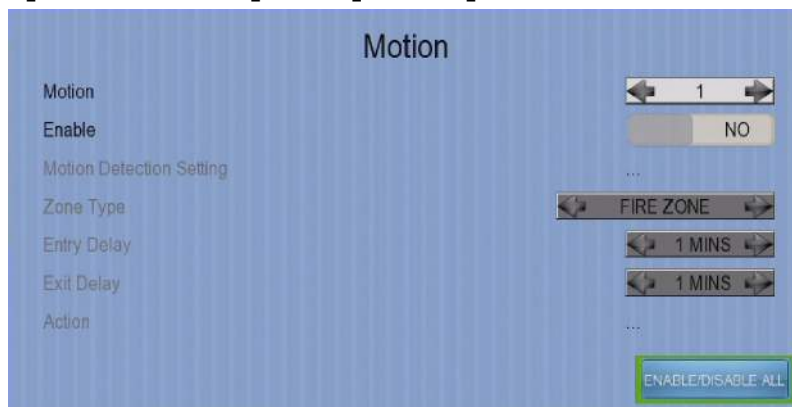 Motion
Motion 1
Enable NO
Motion Detection Setting ...
Zone Type FIRE ZONE
Entry Delay 1 MINS
Exit Delay 1 MINS
Action ...
ENABLE/DISABLE ALL